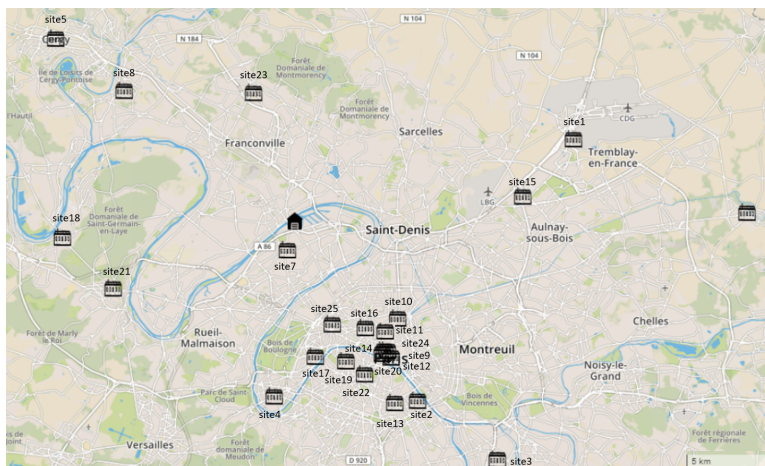 site5
N 104
Cergy
N 184
N 104
Île de Loisirs de
Cergy-Pontoise
site8
site23
Forêt
Domaniale de
Montmorency
Forêt
Domaniale de
Montmorency
l'Hautil
CDG
site1
Sarcelles
Franconville
Tremblay-
en-France
site15
LBG
Forêt
Domaniale de
Saint-Germain-
en-Laye
site18
Saint-Denis
Aulnay-
sous-Bois
A 86
site7
site21
site10
site25
site16
site11
Chelles
Forêt de Marly
le Roi
Rueil-
Malmaison
Bois de
Boulogne
site14
site24
site9
site12
Montreuil
Noisy-le-
Grand
site17
site19
site20
site22
Parc de Saint
Cloud
Bois de
Vincennes
site4
site13
site2
Forêt régionale
de Ferrières
Versailles
Forêt
domaniale de
Meudon
D 920
site3
5 km